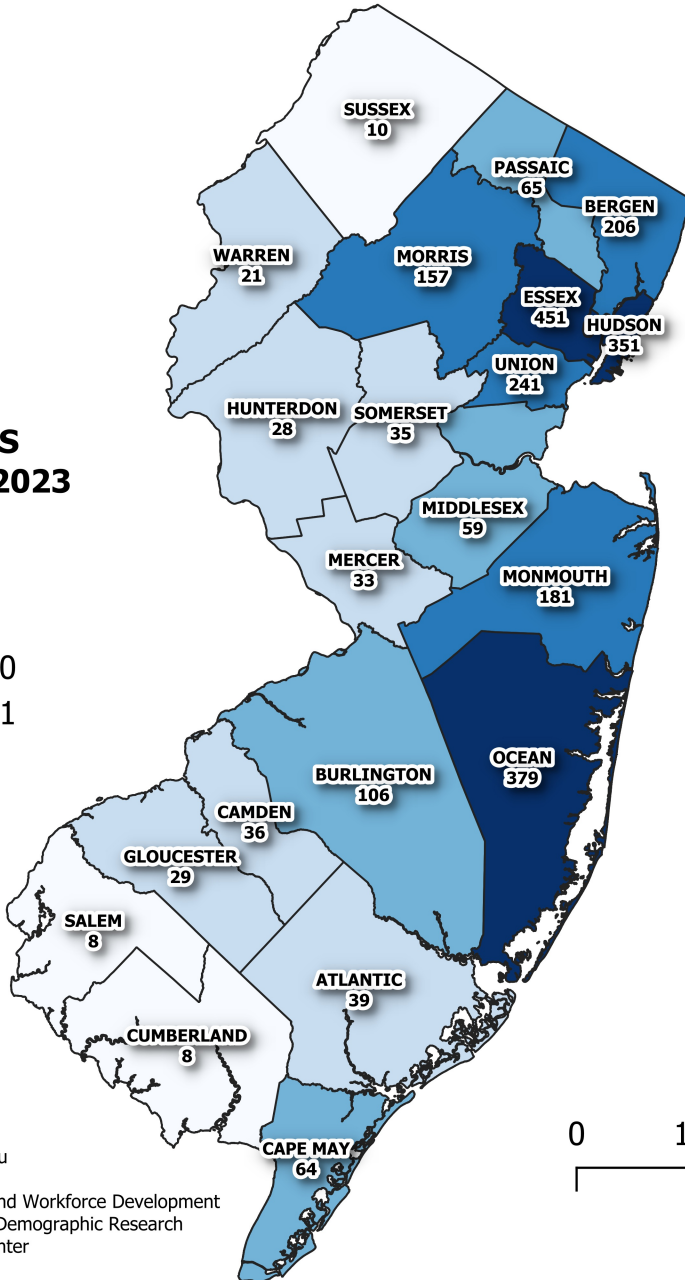 SUSSEX
10
PASSAIC
65
BERGEN
206
WARREN
21
MORRIS
157
ESSEX
451
HUDSON
351
UNION
241
HUNTERDON
28
SOMERSET
35
S
2023
MIDDLESEX
59
MERCER
33
MONMOUTH
181
0
1
OCEAN
379
BURLINGTON
106
CAMDEN
36
GLOUCESTER
29
SALEM
8
ATLANTIC
39
CUMBERLAND
8
CAPE MAY
64
0 1
u
nd Workforce Development
Demographic Research
nter